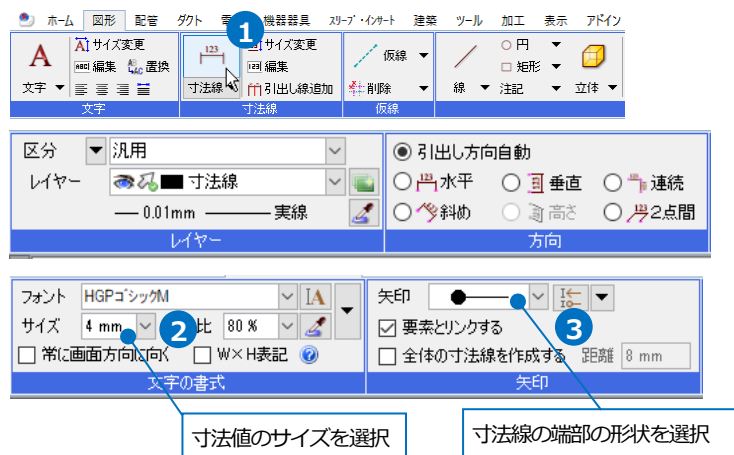 ホーム 図形 配管 ダクト 機器器具 スリーブ・インサート 建築 ツール 加工 表示 アドイン
1
A A サイズ変更 123 サイズ変更 仮線 円
ABC 編集 置換 123 編集 矩形
文字 寸法線 引出し線追加 削除 線 注記 立体
文字 寸法線 仮線
区分 汎用 引出し方向自動
レイヤー 寸法線 水平 垂直 連続
0.01mm 実線 斜め 高さ 2点間
レイヤー 方向
フォント HGPゴシックM A 矢印
サイズ 4 mm 2 比 80 % 要素とリンクする 3
常に画面方向に向く W×H表記 全体の寸法線を作成する 距離 8 mm
文字の書式 矢印
寸法値のサイズを選択 寸法線の端部の形状を選択